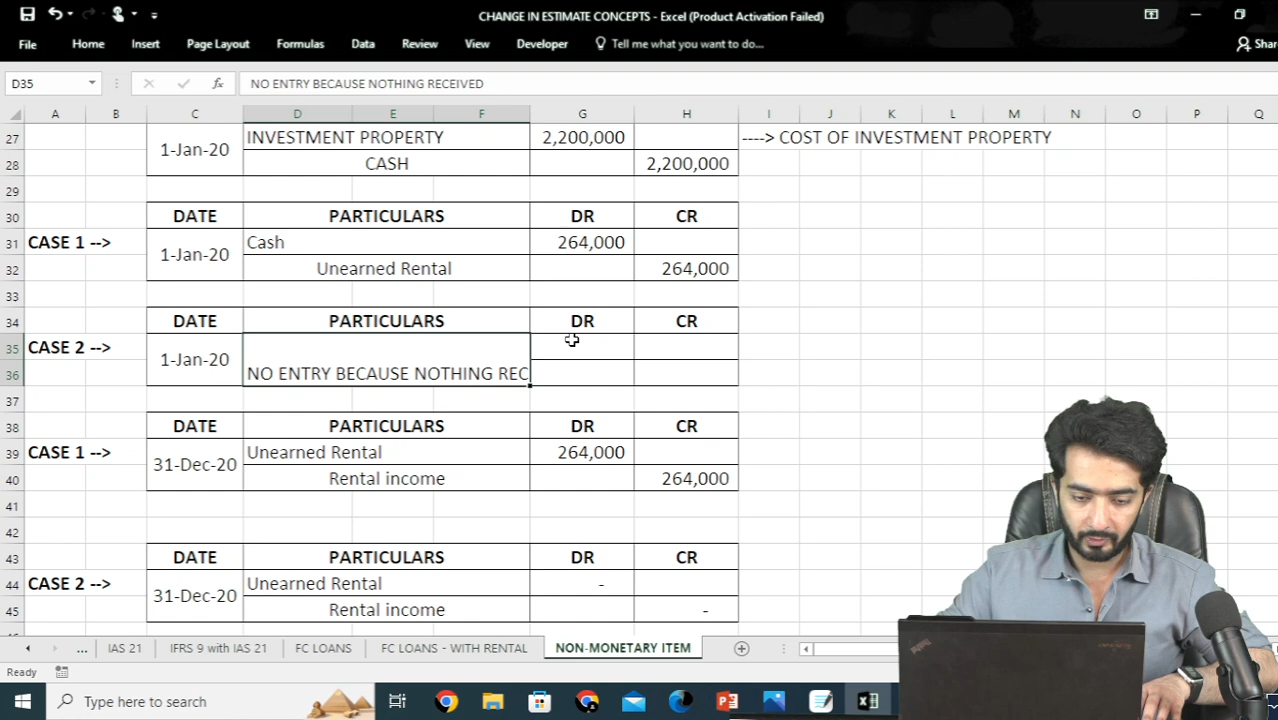 CHANGE IN ESTIMATE CONCEPTS - Excel (Product Activation Failed)
File Home Insert Page Layout Formulas Data Review View Developer Tell me what you want to do... Shar
D35 fx NO ENTRY BECAUSE NOTHING RECEIVED
A B C D E F G H I J K L M N O P Q
27 1-Jan-20 INVESTMENT PROPERTY 2,200,000 ----> COST OF INVESTMENT PROPERTY
28 CASH 2,200,000
29
30 DATE PARTICULARS DR CR
31 CASE 1 --> 1-Jan-20 Cash 264,000
32 Unearned Rental 264,000
33
34 DATE PARTICULARS DR CR
35 CASE 2 --> 1-Jan-20
36 NO ENTRY BECAUSE NOTHING REC
37
38 DATE PARTICULARS DR CR
39 CASE 1 --> 31-Dec-20 Unearned Rental 264,000
40 Rental income 264,000
41
42
43 DATE PARTICULARS DR CR
44 CASE 2 --> 31-Dec-20 Unearned Rental -
45 Rental income -
... IAS 21 IFRS 9 with IAS 21 FC LOANS FC LOANS - WITH RENTAL NON-MONETARY ITEM
Ready
Type here to search